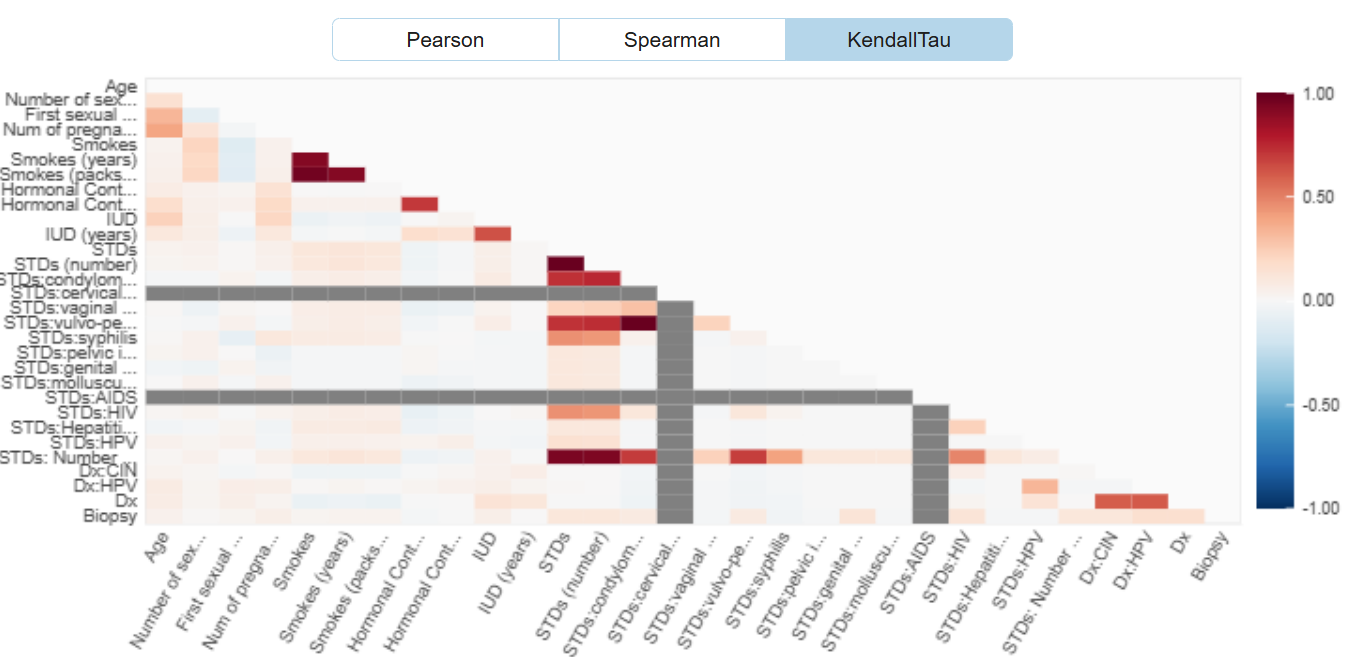 Pearson Spearman KendallTau
Age
Number of sex...
First sexual ...
Num of pregna...
Smokes
Smokes (years)
Smokes (packs...
Hormonal Cont...
Hormonal Cont...
IUD
IUD (years)
STDs
STDs (number)
STDs:condylom...
STDs:cervical...
STDs:vaginal ...
STDs:vulvo-pe...
STDs:syphilis
STDs:pelvic i...
STDs:genital ...
STDs:molluscu...
STDs:AIDS
STDs:HIV
STDs:Hepatiti...
STDs:HPV
STDs: Number ...
Dx:CIN
Dx:HPV
Dx
Biopsy
1.00
0.50
0.00
-0.50
-1.00
Age
Number of sex...
First sexual ...
Num of pregna...
Smokes
Smokes (years)
Smokes (packs...
Hormonal Cont...
Hormonal Cont...
IUD
IUD (years)
STDs
STDs (number)
STDs:condylom...
STDs:cervical...
STDs:vaginal ...
STDs:vulvo-pe...
STDs:syphilis
STDs:pelvic i...
STDs:genital ...
STDs:molluscu...
STDs:AIDS
STDs:HIV
STDs:Hepatiti...
STDs:HPV
STDs: Number ...
Dx:CIN
Dx:HPV
Dx
Biopsy